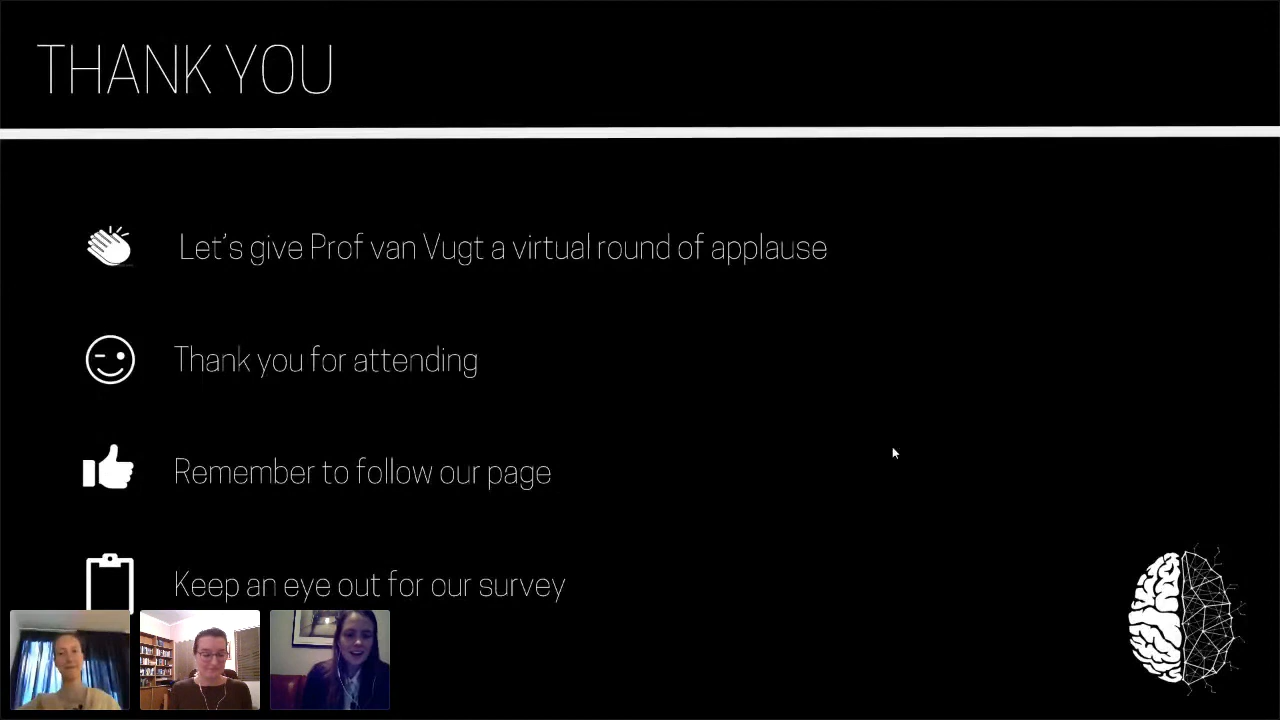 THANK YOU
Let's give Prof van Vugt a virtual round of applause
Thank you for attending
Remember to follow our page
Keep an eye out for our survey